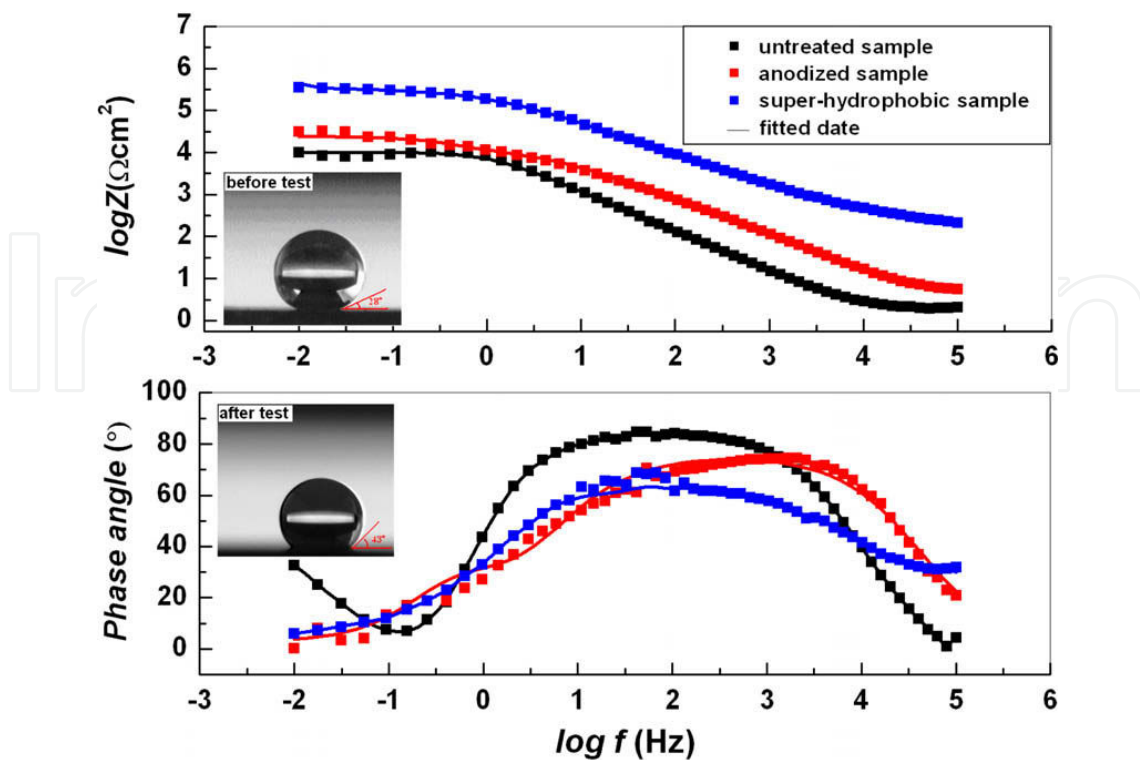 7
6
5
4
3
2
1
0
logZ(Ωcm²)
untreated sample
anodized sample
super-hydrophobic sample
fitted date
before test
28°
-3 -2 -1 0 1 2 3 4 5 6
100
80
60
40
20
0
Phase angle (°)
after test
43°
-3 -2 -1 0 1 2 3 4 5 6
log f (Hz)